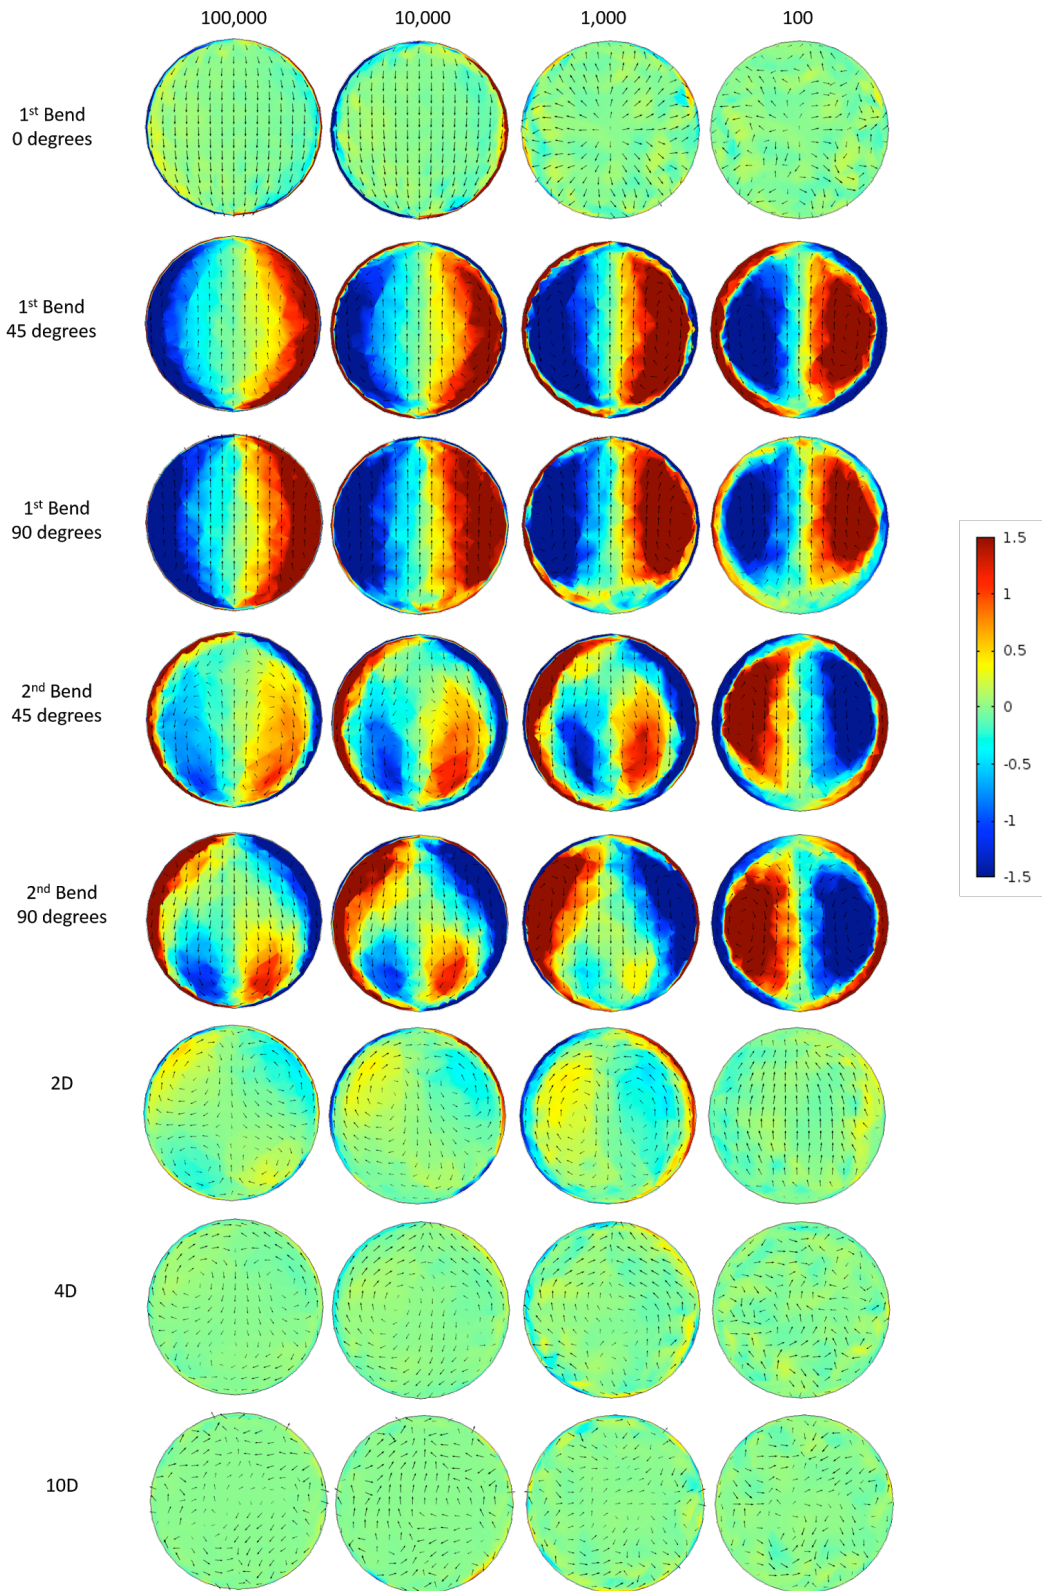 100,000 10,000 1,000 100
1st Bend
0 degrees
1st Bend
45 degrees
1st Bend
90 degrees
2nd Bend
45 degrees
2nd Bend
90 degrees
2D
4D
10D
1.5
1
0.5
0
-0.5
-1
-1.5